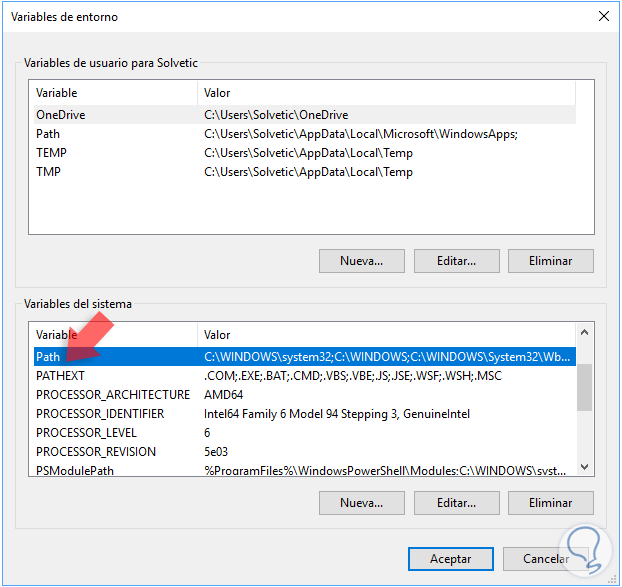 Variables de entorno
Variables de usuario para Solvetic
Variable Valor
OneDrive C:\Users\Solvetic\OneDrive
Path C:\Users\Solvetic\AppData\Local\Microsoft\WindowsApps;
TEMP C:\Users\Solvetic\AppData\Local\Temp
TMP C:\Users\Solvetic\AppData\Local\Temp
Nueva... Editar... Eliminar
Variables del sistema
Variable Valor
Path C:\WINDOWS\system32;C:\WINDOWS;C:\WINDOWS\System32\Wb...
PATHEXT .COM;.EXE;.BAT;.CMD;.VBS;.VBE;.JS;.JSE;.WSF;.WSH;.MSC
PROCESSOR_ARCHITECTURE AMD64
PROCESSOR_IDENTIFIER Intel64 Family 6 Model 94 Stepping 3, GenuineIntel
PROCESSOR_LEVEL 6
PROCESSOR_REVISION 5e03
PSModulePath %ProgramFiles%\WindowsPowerShell\Modules;C:\WINDOWS\syst...
Nueva... Editar... Eliminar
Aceptar Cancelar